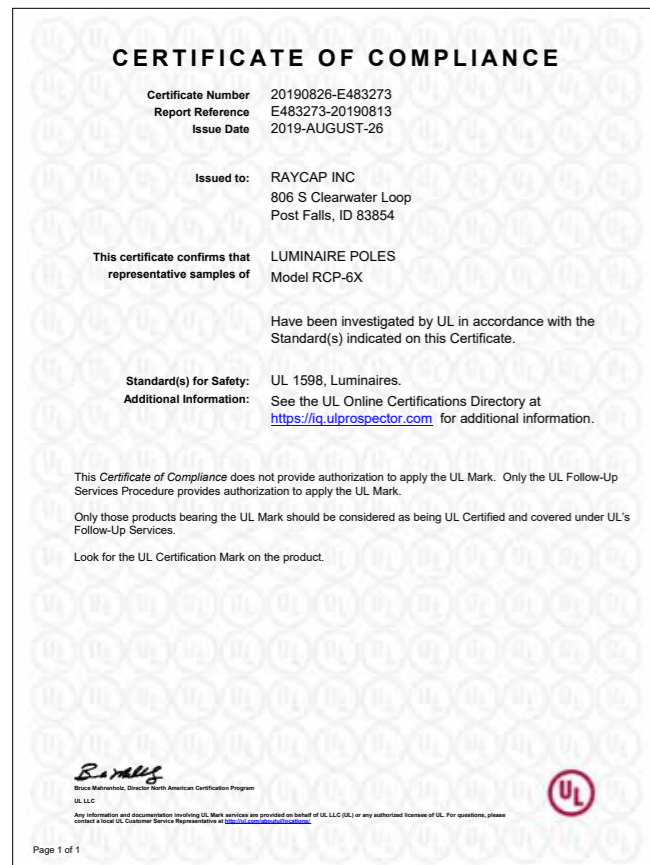 CERTIFICATE OF COMPLIANCE
Certificate Number 20190826-E483273
Report Reference E483273-20190813
Issue Date 2019-AUGUST-26
Issued to: RAYCAP INC
806 S Clearwater Loop
Post Falls, ID 83854
This certificate confirms that LUMINAIRE POLES
representative samples of Model RCP-6X
Have been investigated by UL in accordance with the
Standard(s) indicated on this Certificate.
Standard(s) for Safety: UL 1598, Luminaires.
Additional Information: See the UL Online Certifications Directory at
https://iq.ulprospector.com for additional information.
This Certificate of Compliance does not provide authorization to apply the UL Mark. Only the UL Follow-Up
Services Procedure provides authorization to apply the UL Mark.
Only those products bearing the UL Mark should be considered as being UL Certified and covered under UL's
Follow-Up Services.
Look for the UL Certification Mark on the product.
Bruce Mahrenholz, Director North American Certification Program
UL LLC
Any information and documentation involving UL Mark services are provided on behalf of UL LLC (UL) or any authorized licensee of UL. For questions, please
contact a local UL Customer Service Representative at http://ul.com/aboutul/locations/
UL
Page 1 of 1